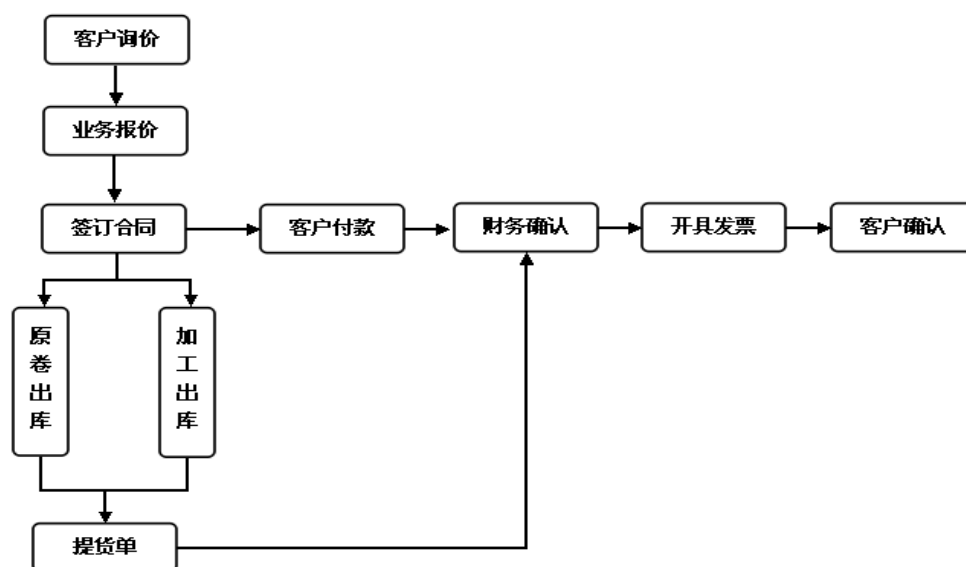 客户询价
业务报价
签订合同
客户付款
财务确认
开具发票
客户确认
原卷出库
加工出库
提货单